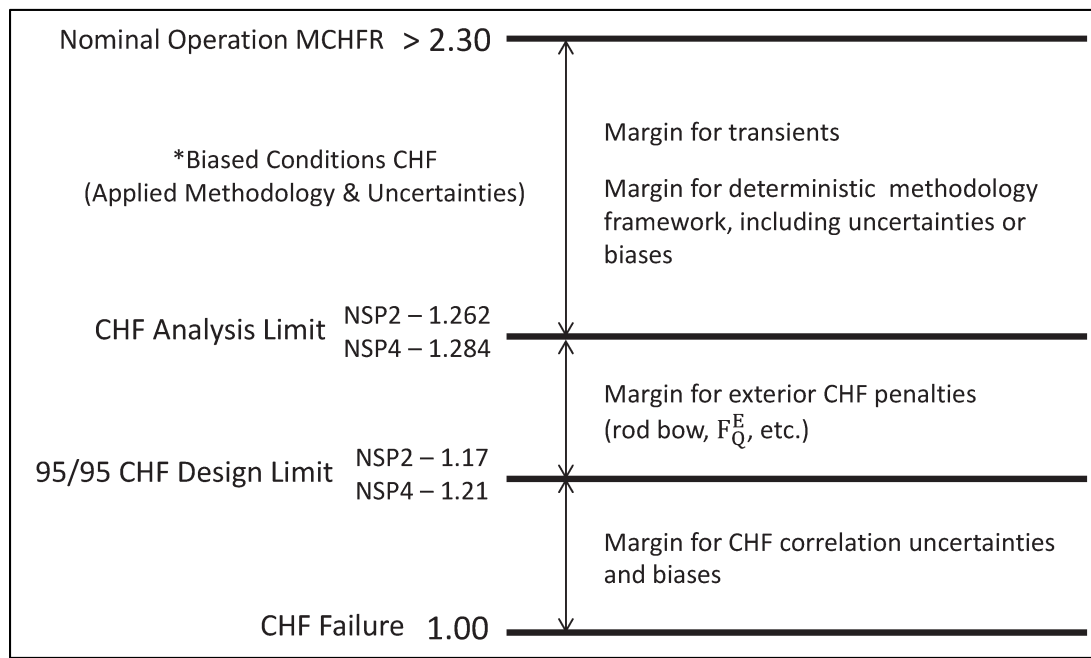 Nominal Operation MCHFR > 2.30
Margin for transients
*Biased Conditions CHF
(Applied Methodology & Uncertainties)
Margin for deterministic methodology
framework, including uncertainties or
biases
CHF Analysis Limit
NSP2 – 1.262
NSP4 – 1.284
Margin for exterior CHF penalties
(rod bow, F_Q^E, etc.)
95/95 CHF Design Limit
NSP2 – 1.17
NSP4 – 1.21
Margin for CHF correlation uncertainties
and biases
CHF Failure 1.00